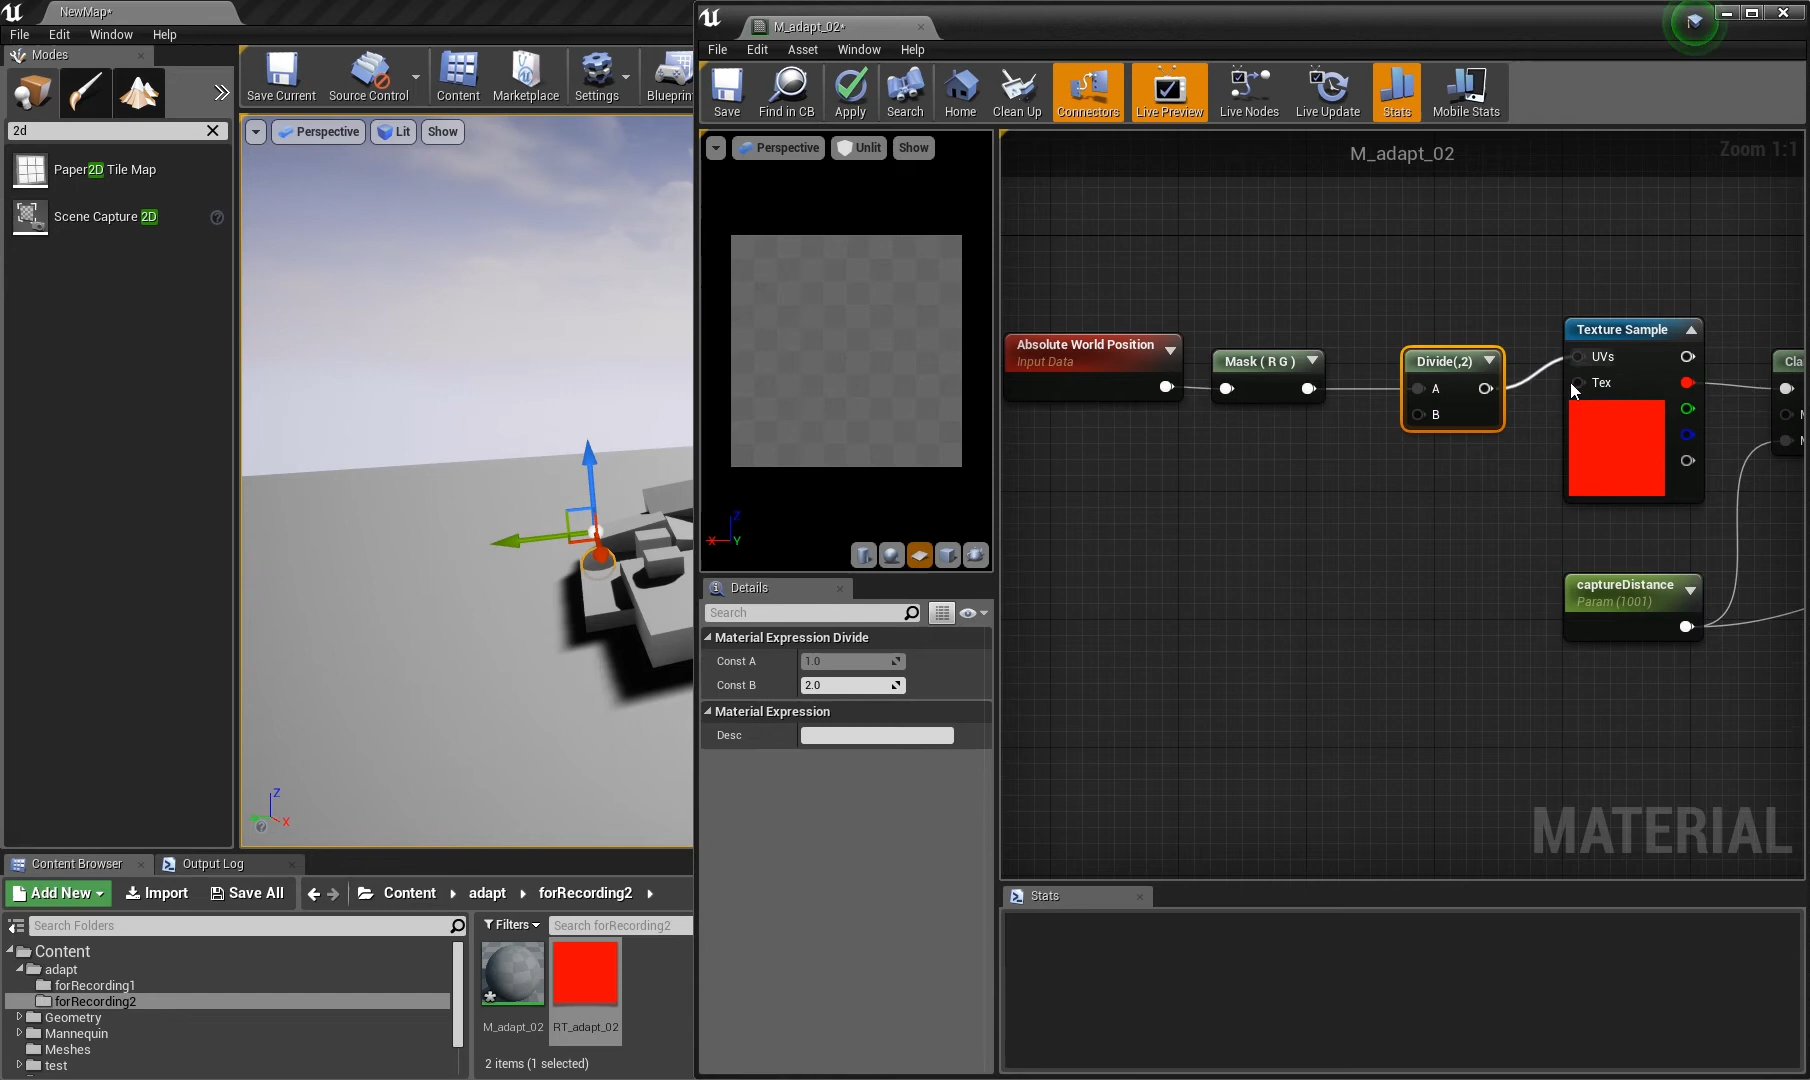 NewMap*
File Edit Window Help
Modes
2d
Paper2D Tile Map
Scene Capture 2D
Save Current
Source Control
Content
Marketplace
Settings
Perspective
Lit
Show
Z
X
Content Browser
Output Log
Add New
Import
Save All
Content
adapt
forRecording2
Search Folders
Filters
Search forRecording2
Content
adapt
forRecording1
forRecording2
Geometry
Mannequin
Meshes
test
M_adapt_02
RT_adapt_02
2 items (1 selected)
M_adapt_02*
File Edit Asset Window Help
Save
Find in CB
Apply
Search
Home
Clean Up
Connectors
Live Preview
Live Nodes
Live Update
Stats
Mobile Stats
Perspective
Unlit
Show
Z
X
Y
Details
Search
Material Expression Divide
Const A
1.0
Const B
2.0
Material Expression
Desc
M_adapt_02
Zoom 1:1
Absolute World Position
Input Data
Mask ( R G )
Divide(,2)
A
B
Texture Sample
UVs
Tex
captureDistance
Param (1001)
MATERIAL
Stats